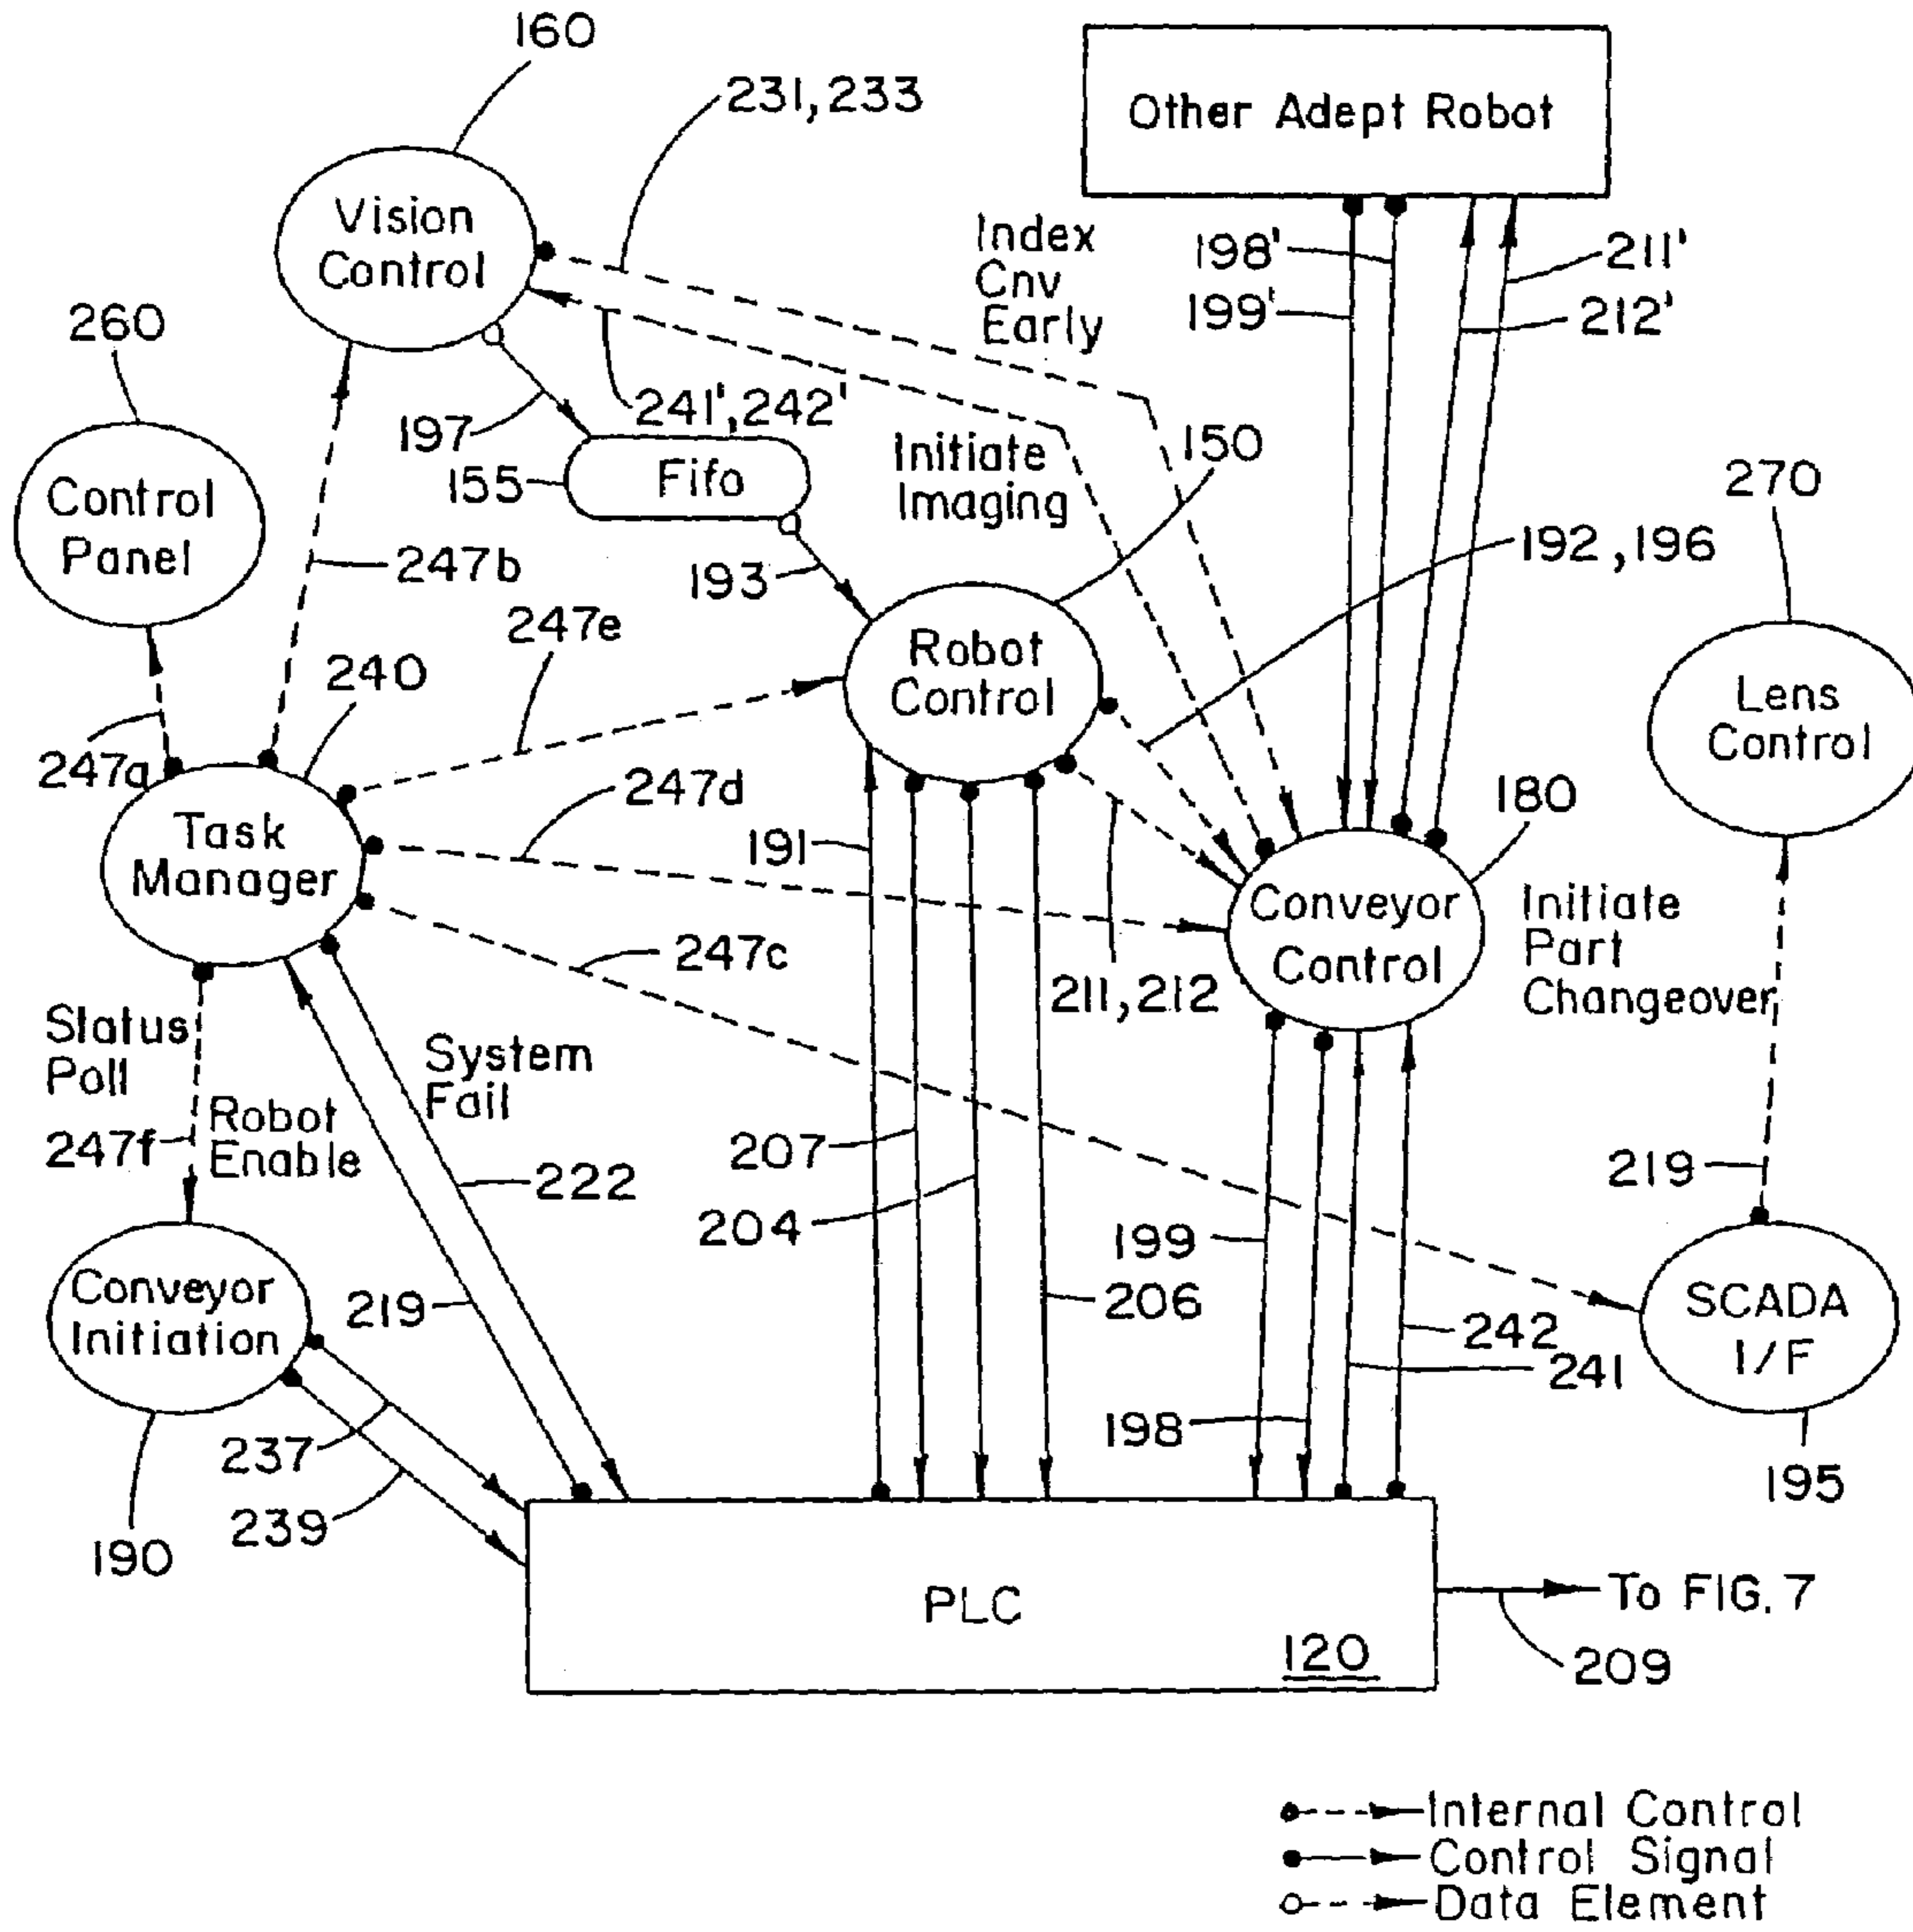 160
231, 233
Other Adept Robot
Vision
Control
Index
Cnv
Early
198'
199'
211'
212'
260
241', 242'
197
Initiate
Imaging
150
155
Fifo
270
Control
Panel
247b
193
192, 196
247e
240
Robot
Control
Lens
Control
247a
247d
180
Task
Manager
191
Conveyor
Control
Initiate
Part
Changeover
247c
211, 212
Status
Poll
System
Fail
247f
Robot
Enable
207
222
204
219
199
Conveyor
Initiation
219
206
242
241
SCADA
I/F
198
237
195
239
190
PLC
120
To FIG. 7
209
Internal Control
Control Signal
Data Element